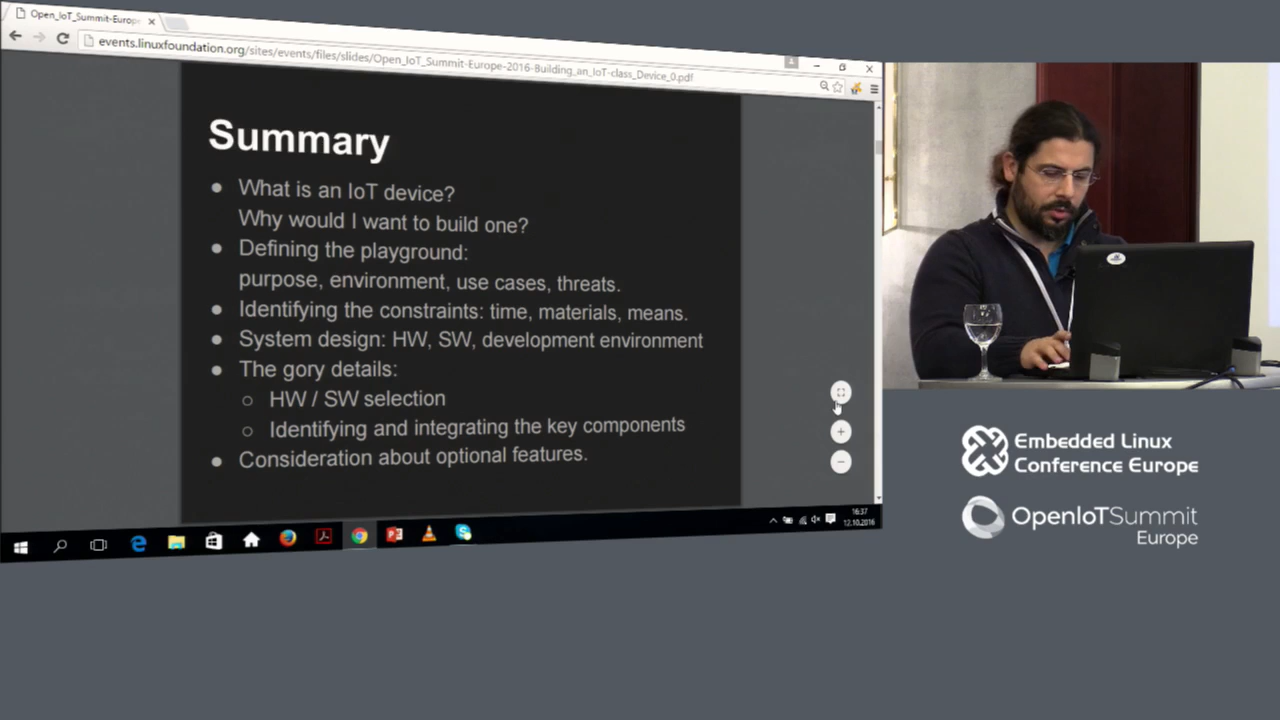 Open_IoT_Summit-Europe
events.linuxfoundation.org/sites/events/files/slides/Open_IoT_Summit-Europe-2016-Building_an_IoT-class_Device_0.pdf
Summary
● What is an IoT device?
Why would I want to build one?
● Defining the playground:
purpose, environment, use cases, threats.
● Identifying the constraints: time, materials, means.
● System design: HW, SW, development environment
● The gory details:
○ HW / SW selection
○ Identifying and integrating the key components
● Consideration about optional features.
16:37
12.10.2016
Embedded Linux
Conference Europe
OpenIoTSummit
Europe